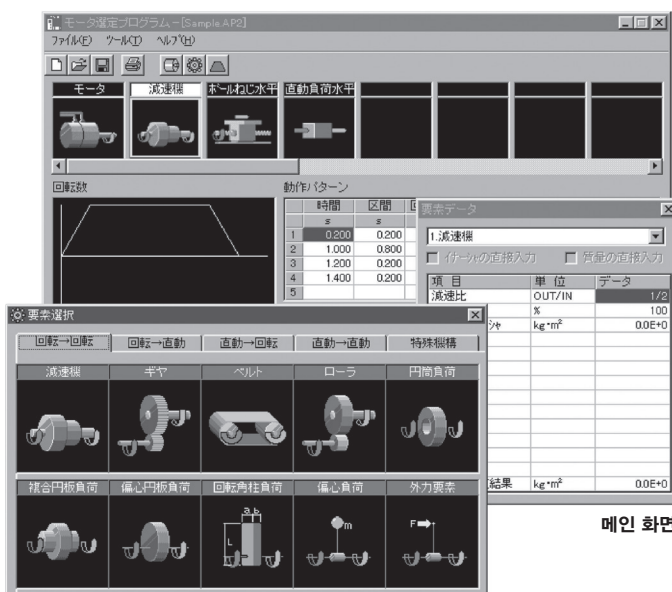 モータ選定プログラム－[Sample.AP2]
ファイル(F) ツール(T) ヘルプ(H)
モータ 減速機 ボールねじ水平 直動負荷水平
回転数
動作パターン
時間 区間
s s
1 0.200 0.200
2 1.000 0.800
3 1.200 0.200
4 1.400 0.200
5
要素データ
1.減速機
イナーシャの直接入力 質量の直接入力
項目 単位 データ
減速比 OUT/IN 1/2
% 100
シャ kg・m² 0.0E+0
結果 kg・m² 0.0E+0
要素選択
回転→回転 回転→直動 直動→回転 直動→直動 特殊機構
減速機 ギヤ ベルト ローラ 円筒負荷
複合円板負荷 偏心円板負荷 回転角柱負荷 偏心負荷 外力要素
a b
L
m
F
메인 화면